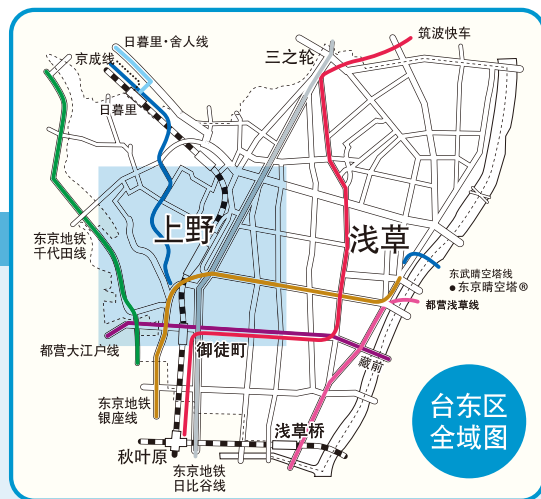 筑波快车
日暮里·舍人线
三之轮
京成线
日暮里
上野
浅草
东京地铁
千代田线
东武晴空塔线
●东京晴空塔®
都营浅草线
都营大江户线
御徒町
藏前
东京地铁
银座线
台东区
全域图
浅草桥
秋叶原
东京地铁
日比谷线